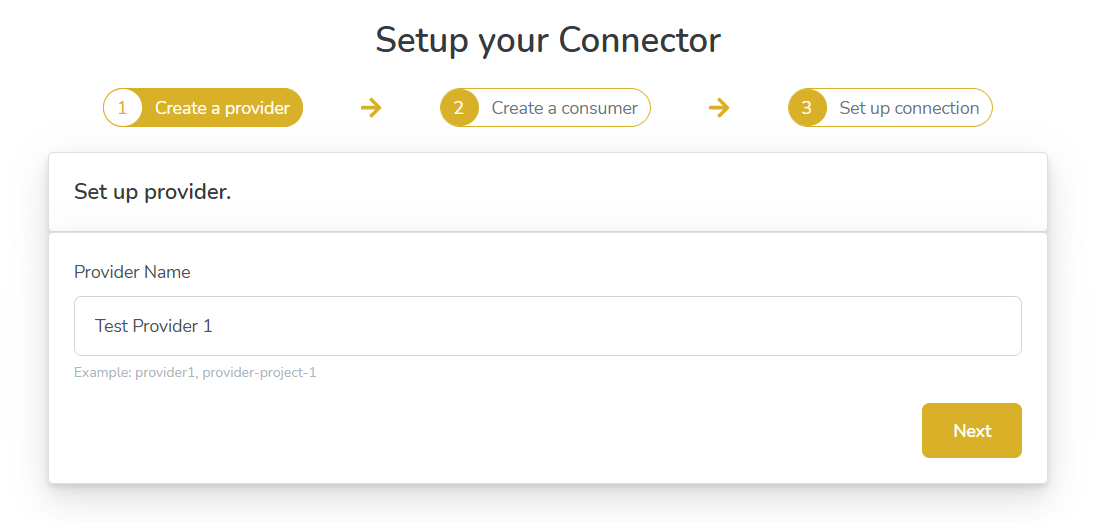 Setup your Connector
1 Create a provider 2 Create a consumer 3 Set up connection
Set up provider.
Provider Name
Test Provider 1
Example: provider1, provider-project-1
Next